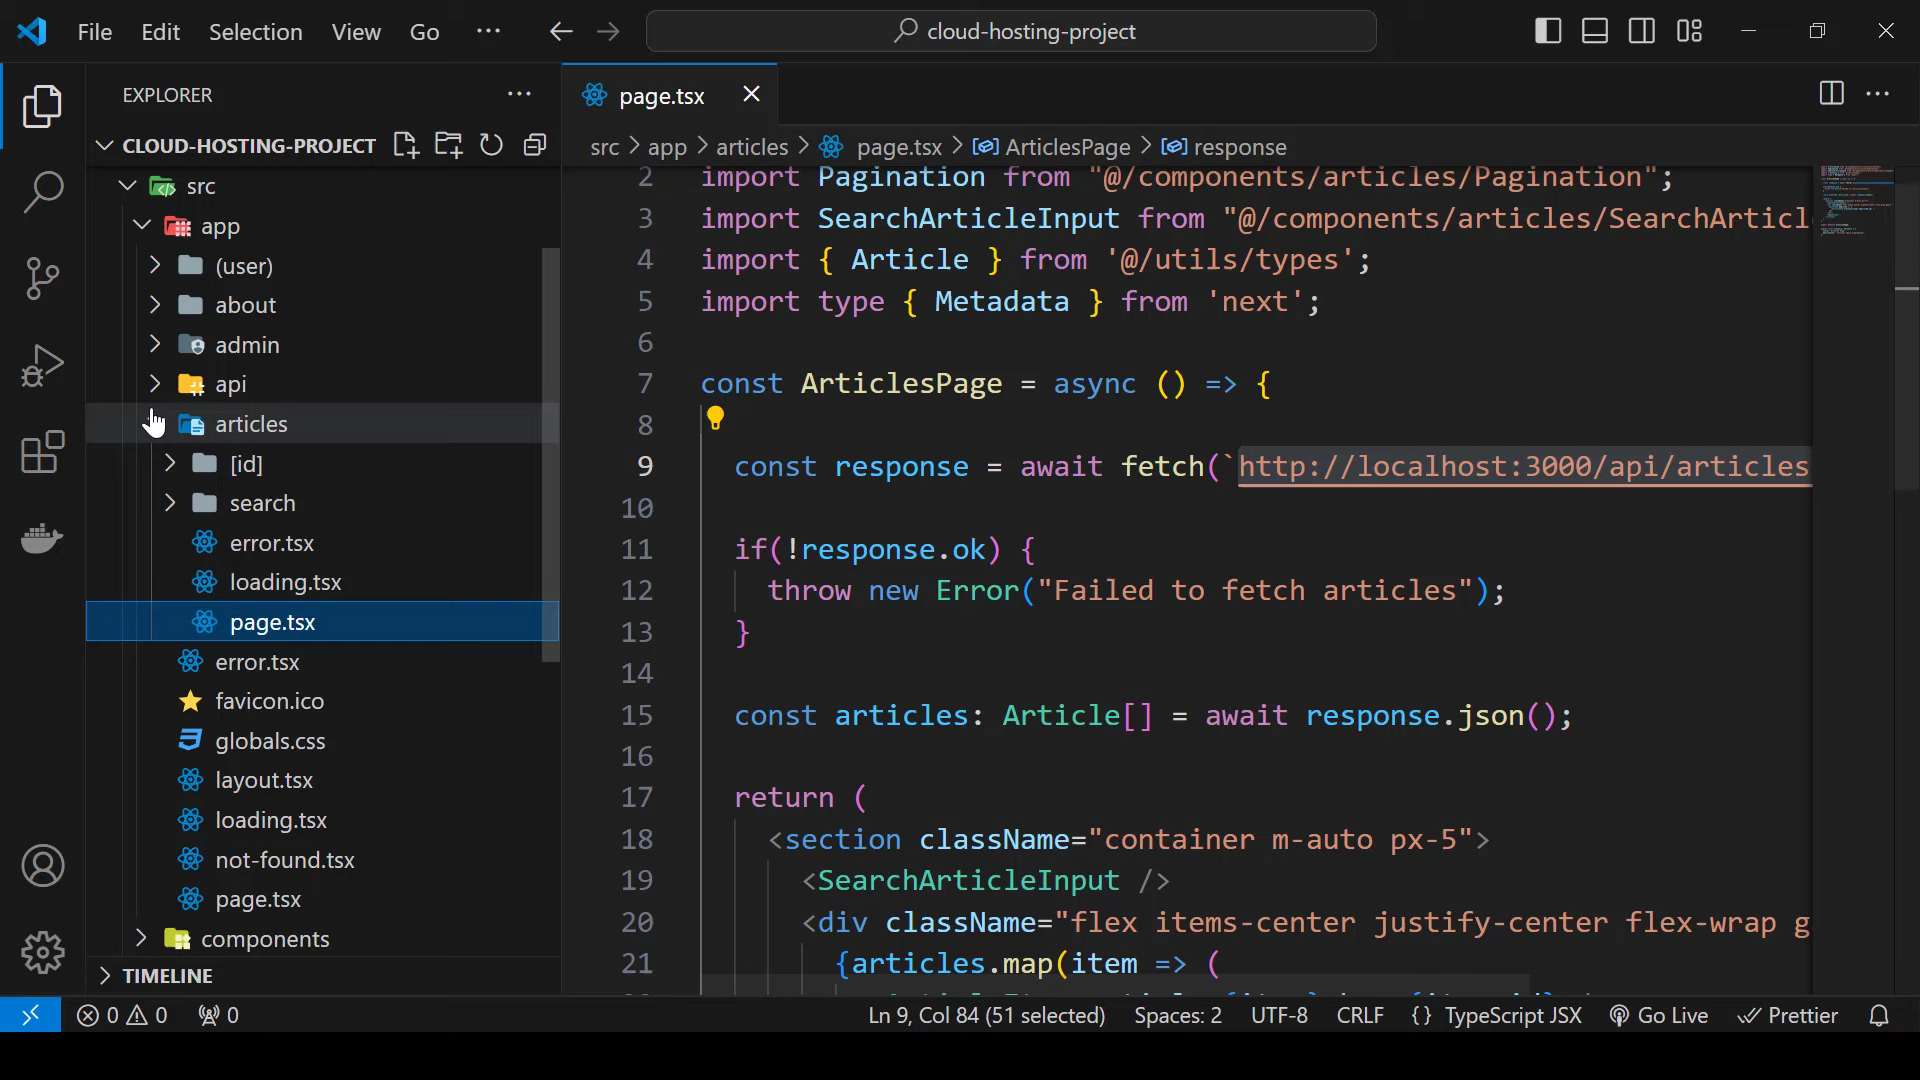 File Edit Selection View Go ··· cloud-hosting-project
EXPLORER ···
CLOUD-HOSTING-PROJECT
src
app
(user)
about
admin
api
articles
[id]
search
error.tsx
loading.tsx
page.tsx
error.tsx
favicon.ico
globals.css
layout.tsx
loading.tsx
not-found.tsx
page.tsx
components
TIMELINE
page.tsx
src > app > articles > page.tsx > ArticlesPage > response
2 import Pagination from "@/components/articles/Pagination";
3 import SearchArticleInput from "@/components/articles/SearchArticl
4 import { Article } from '@/utils/types';
5 import type { Metadata } from 'next';
6
7 const ArticlesPage = async () => {
8
9 const response = await fetch(`http://localhost:3000/api/articles
10
11 if(!response.ok) {
12 throw new Error("Failed to fetch articles");
13 }
14
15 const articles: Article[] = await response.json();
16
17 return (
18 <section className="container m-auto px-5">
19 <SearchArticleInput />
20 <div className="flex items-center justify-center flex-wrap g
21 {articles.map(item => (
0 0 0 Ln 9, Col 84 (51 selected) Spaces: 2 UTF-8 CRLF {} TypeScript JSX Go Live Prettier